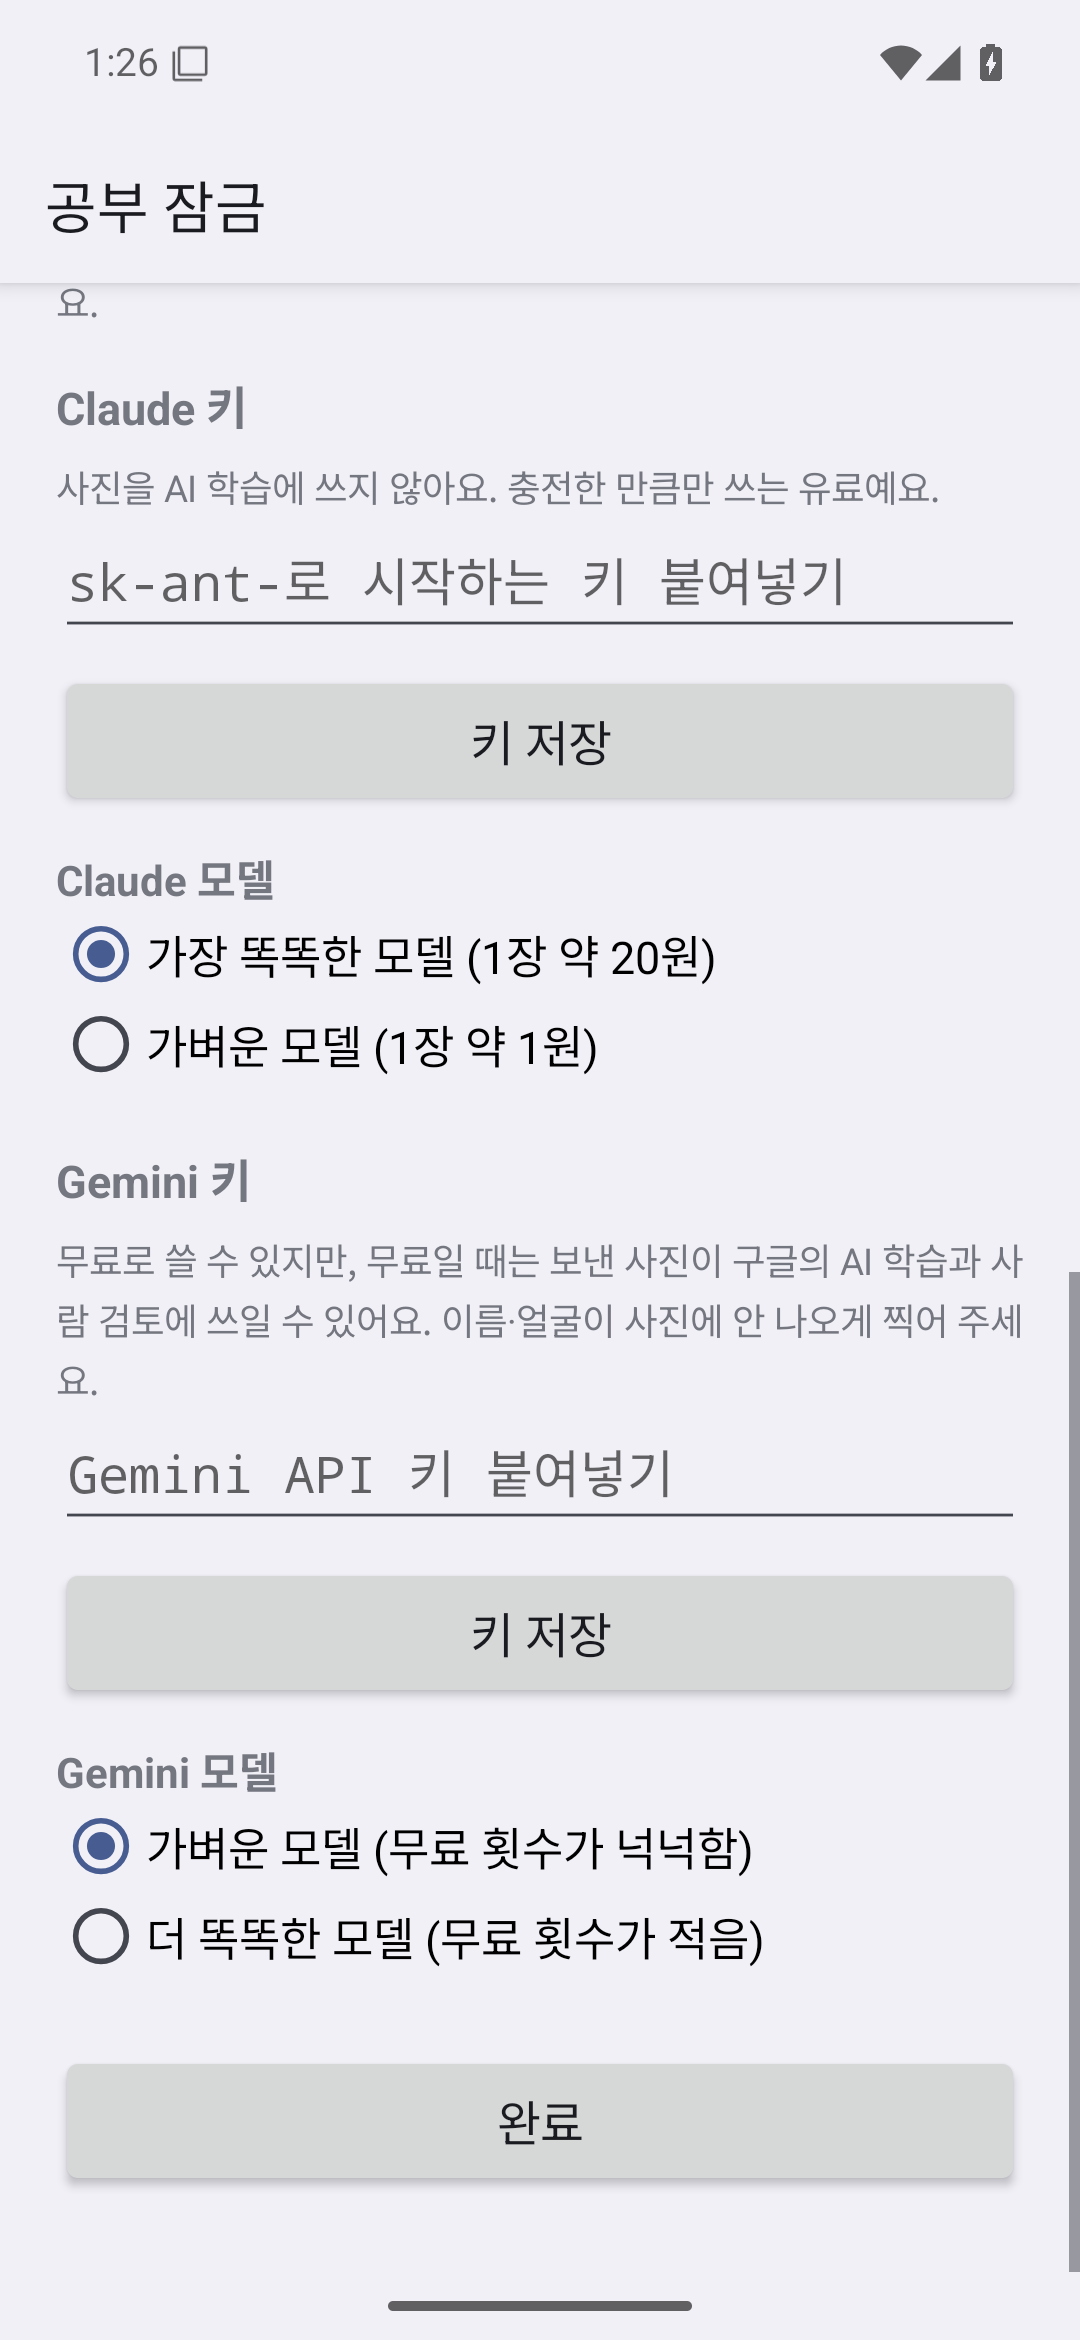 1:26
공부 잠금
요.
Claude 키
사진을 AI 학습에 쓰지 않아요. 충전한 만큼만 쓰는 유료예요.
sk-ant-로 시작하는 키 붙여넣기
키 저장
Claude 모델
가장 똑똑한 모델 (1장 약 20원)
가벼운 모델 (1장 약 1원)
Gemini 키
무료로 쓸 수 있지만, 무료일 때는 보낸 사진이 구글의 AI 학습과 사
람 검토에 쓰일 수 있어요. 이름·얼굴이 사진에 안 나오게 찍어 주세
요.
Gemini API 키 붙여넣기
키 저장
Gemini 모델
가벼운 모델 (무료 횟수가 넉넉함)
더 똑똑한 모델 (무료 횟수가 적음)
완료